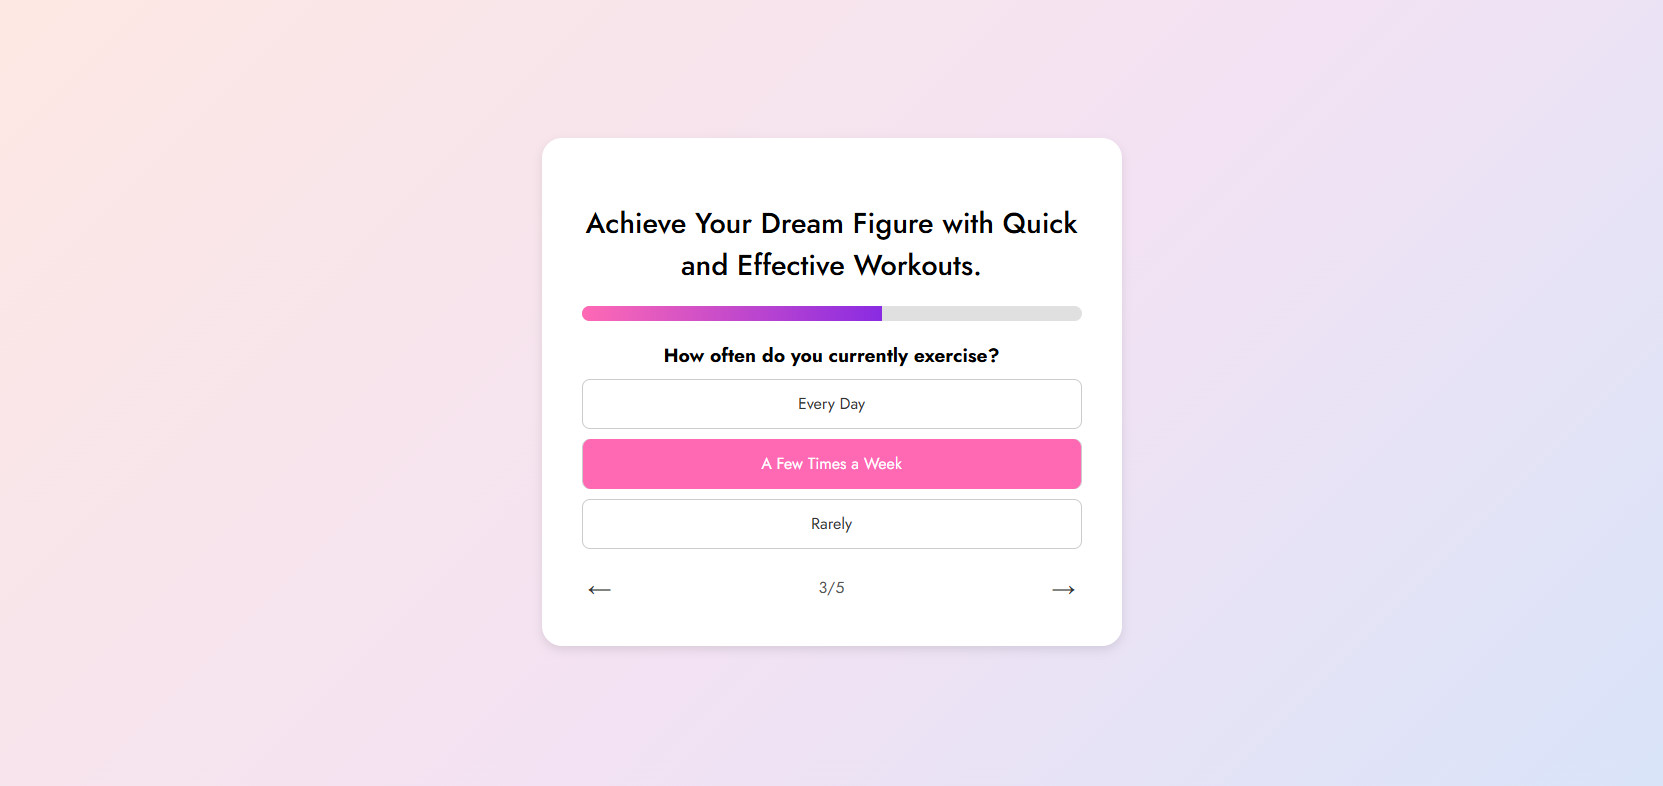 Achieve Your Dream Figure with Quick
and Effective Workouts.
How often do you currently exercise?
Every Day
A Few Times a Week
Rarely
← 3/5 →